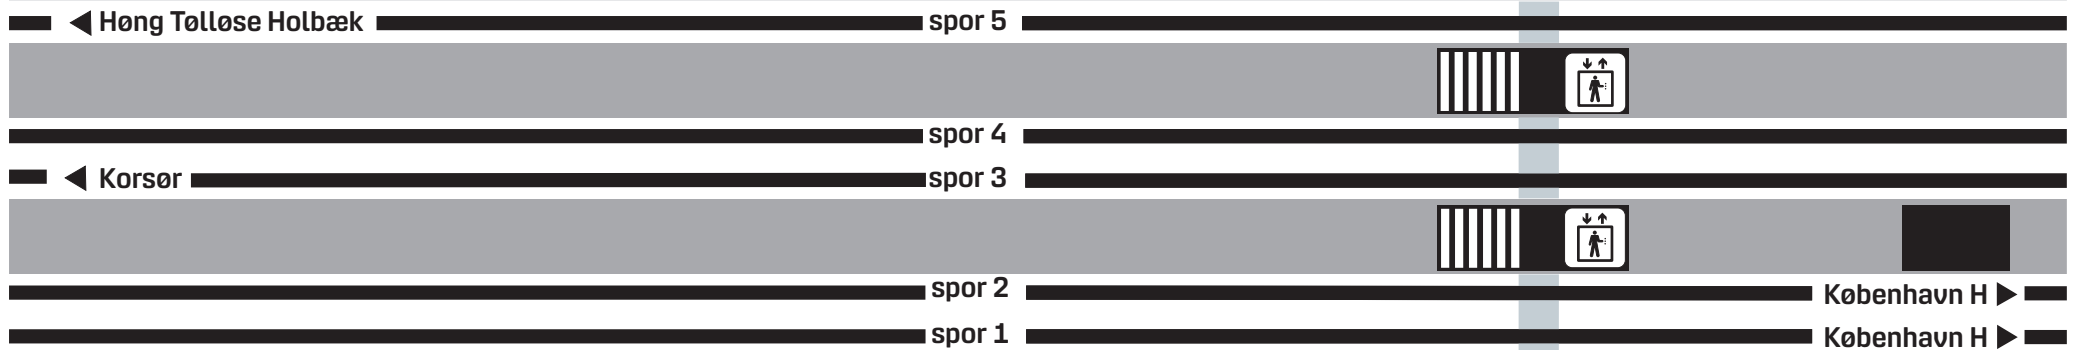 Høng Tølløse Holbæk spor 5
spor 4
Korsør spor 3
spor 2 København H
spor 1 København H